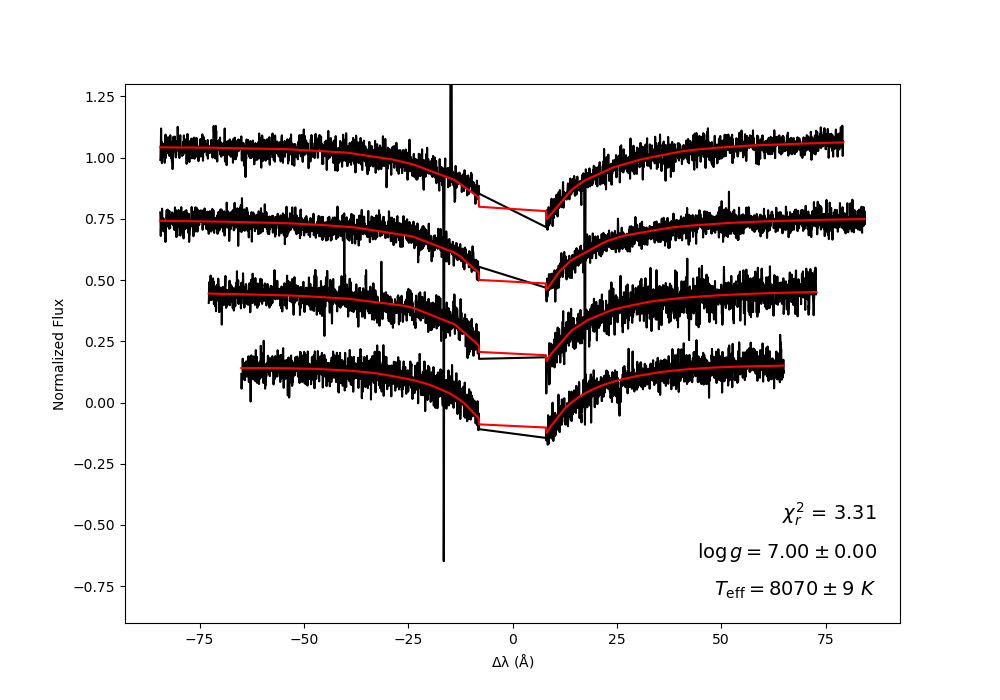 1.25
1.00
0.75
0.50
0.25
0.00
−0.25
−0.50
−0.75
Normalized Flux
χ²ᵣ = 3.31
log g = 7.00 ± 0.00
T_eff = 8070 ± 9 K
−75 −50 −25 0 25 50 75
Δλ (Å)